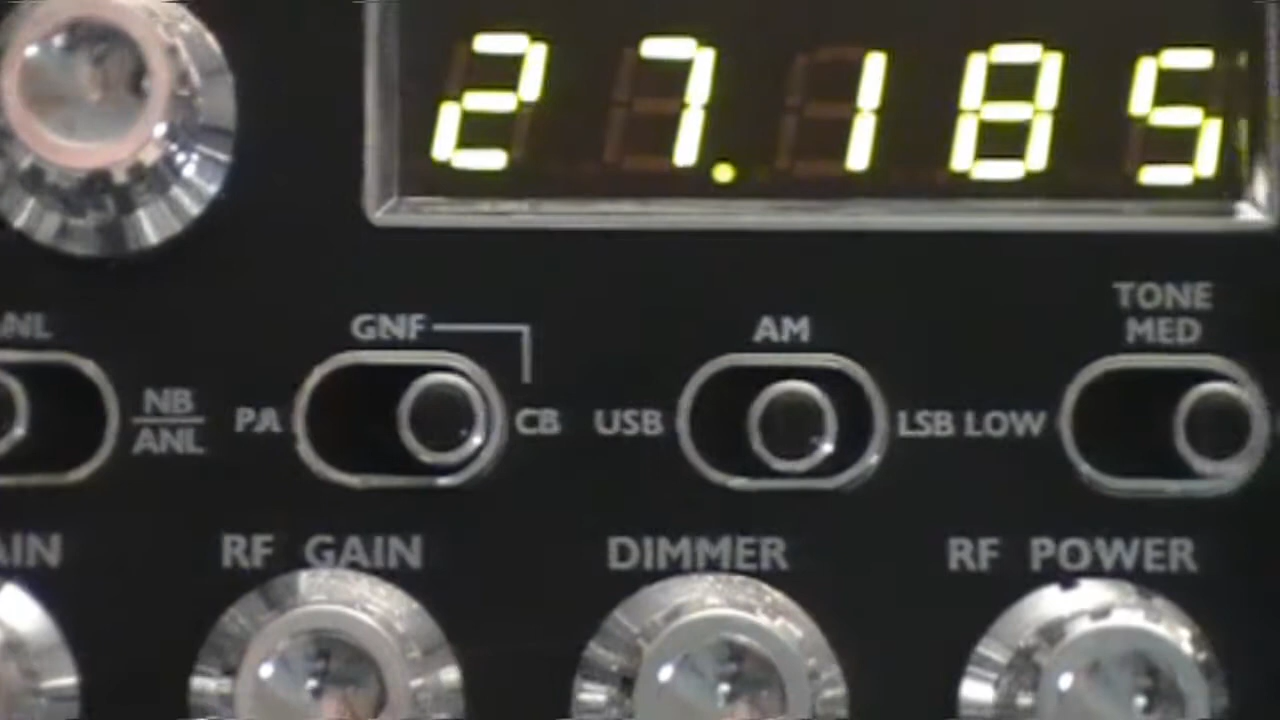 27.185
TONE
ANL GNF AM MED
NB
ANL
PA CB USB LSB LOW
RF GAIN DIMMER RF POWER